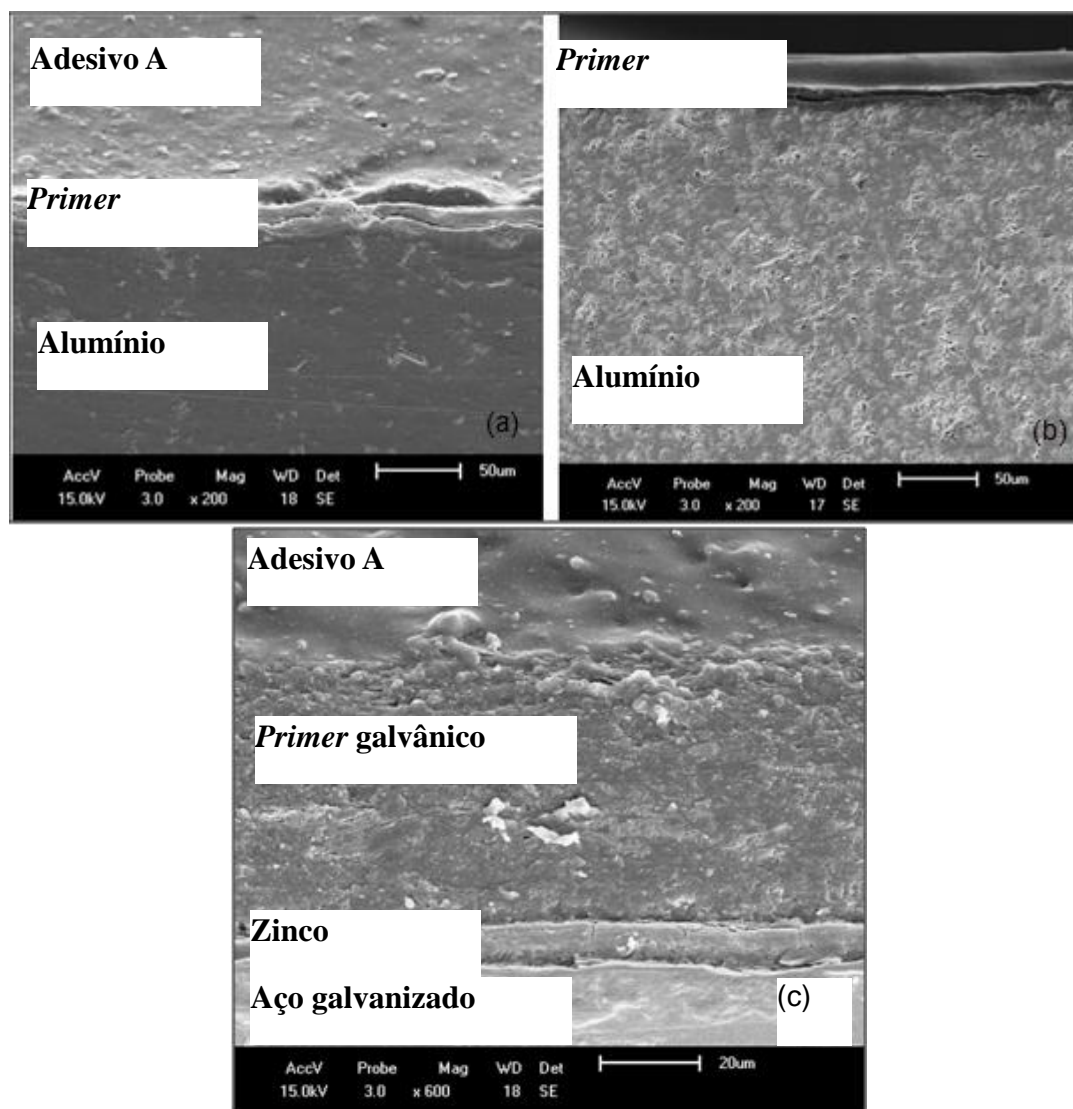 Adesivo A
Primer
Alumínio
(a)
AccV Probe Mag WD Det 50um
15.0kV 3.0 x 200 18 SE
Primer
Alumínio
(b)
AccV Probe Mag WD Det 50um
15.0kV 3.0 x 200 17 SE
Adesivo A
Primer galvânico
Zinco
Aço galvanizado
(c)
AccV Probe Mag WD Det 20um
15.0kV 3.0 x 600 18 SE